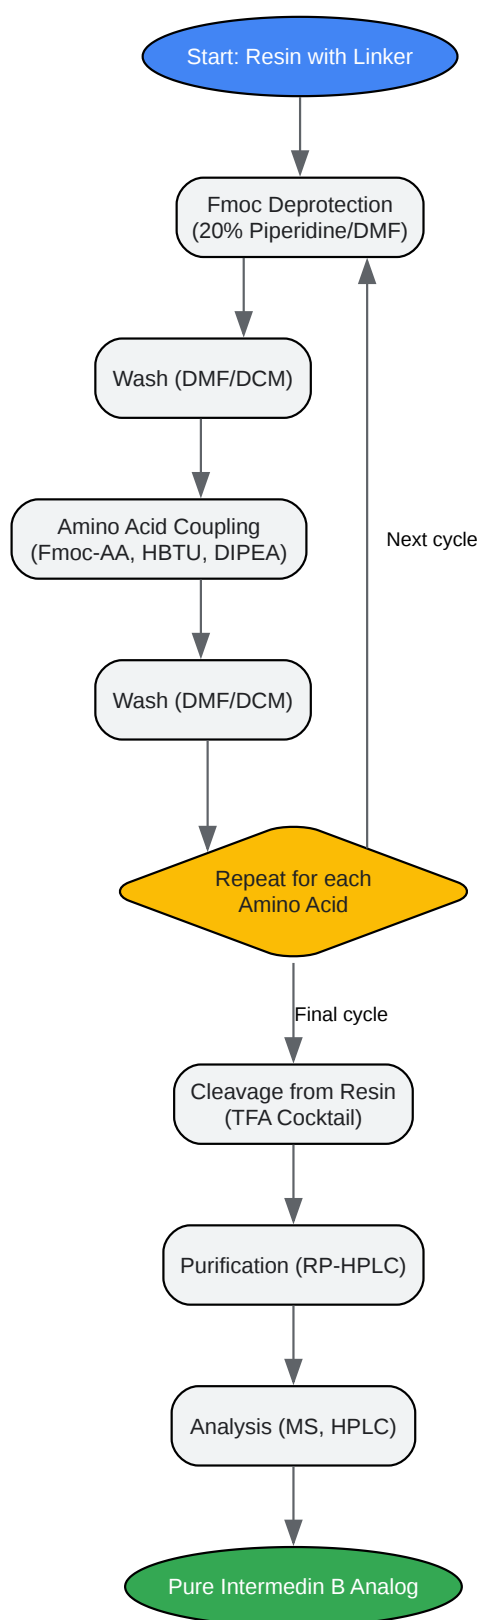 Start: Resin with Linker
Fmoc Deprotection
(20% Piperidine/DMF)
Wash (DMF/DCM)
Amino Acid Coupling
(Fmoc-AA, HBTU, DIPEA)
Next cycle
Wash (DMF/DCM)
Repeat for each
Amino Acid
Final cycle
Cleavage from Resin
(TFA Cocktail)
Purification (RP-HPLC)
Analysis (MS, HPLC)
Pure Intermedin B Analog